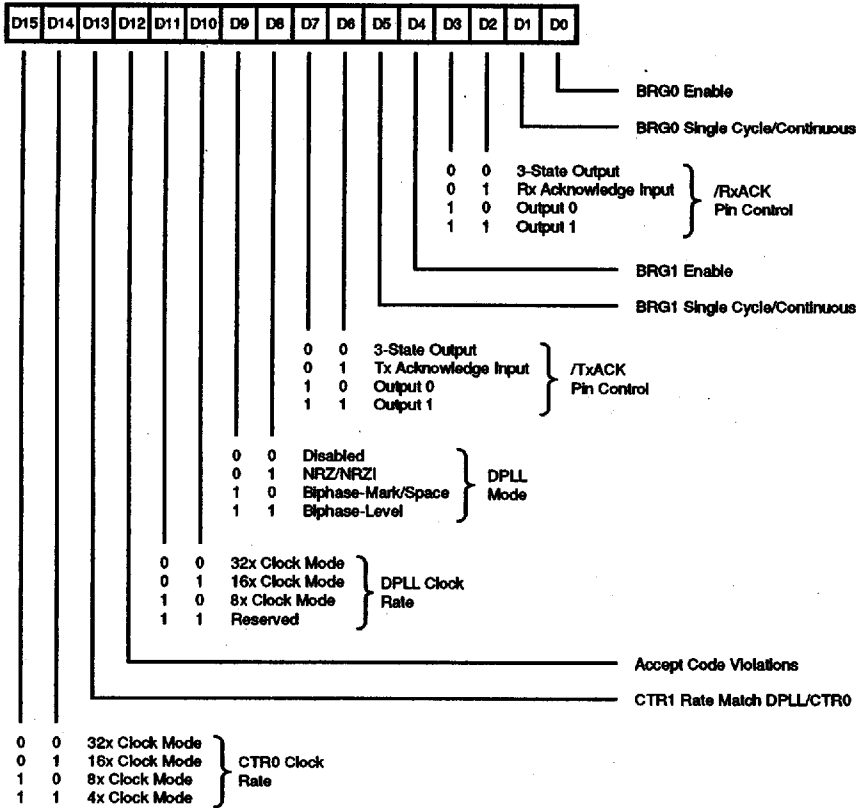 D15 D14 D13 D12 D11 D10 D9 D8 D7 D6 D5 D4 D3 D2 D1 D0
BRG0 Enable
BRG0 Single Cycle/Continuous
0 0 3-State Output
0 1 Rx Acknowledge Input
1 0 Output 0
1 1 Output 1
/RxACK
Pin Control
BRG1 Enable
BRG1 Single Cycle/Continuous
0 0 3-State Output
0 1 Tx Acknowledge Input
1 0 Output 0
1 1 Output 1
/TxACK
Pin Control
0 0 Disabled
0 1 NRZ/NRZI
1 0 Biphase-Mark/Space
1 1 Biphase-Level
DPLL
Mode
0 0 32x Clock Mode
0 1 16x Clock Mode
1 0 8x Clock Mode
1 1 Reserved
DPLL Clock
Rate
Accept Code Violations
CTR1 Rate Match DPLL/CTR0
0 0 32x Clock Mode
0 1 16x Clock Mode
1 0 8x Clock Mode
1 1 4x Clock Mode
CTR0 Clock
Rate